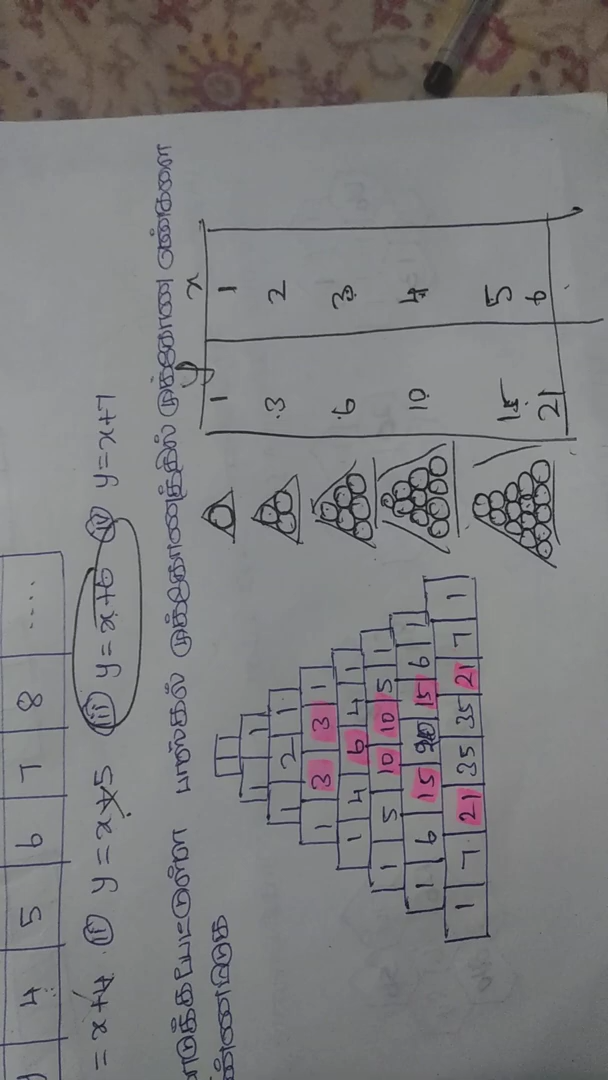 4 5 6 7 8 .....
= x+4 (ii) y = x+5 (iii) y = x+6 (iv) y = x+7
பாஸ்கல் முக்கோணத்தில் முக்கோண எண்களை
x y
1 1
2 3
3 6
4 10
5 15
6 21
1 1
1 2 1
1 3 3 1
1 4 6 4 1
1 5 10 10 5 1
1 6 15 20 15 6 1
1 7 21 35 35 21 7 1